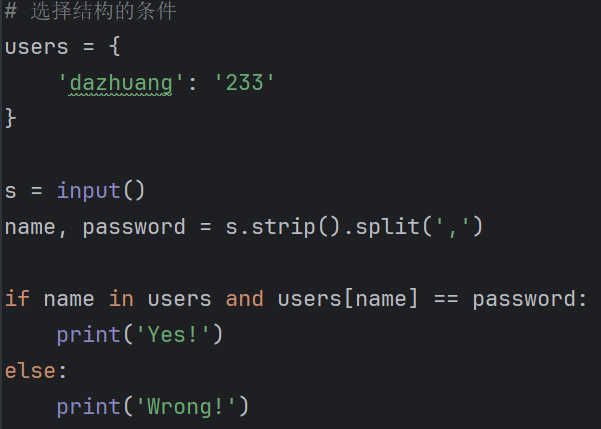 # 选择结构的条件
users = {
    'dazhuang': '233'
}
s = input()
name, password = s.strip().split(',')
if name in users and users[name] == password:
    print('Yes!')
else:
    print('Wrong!')